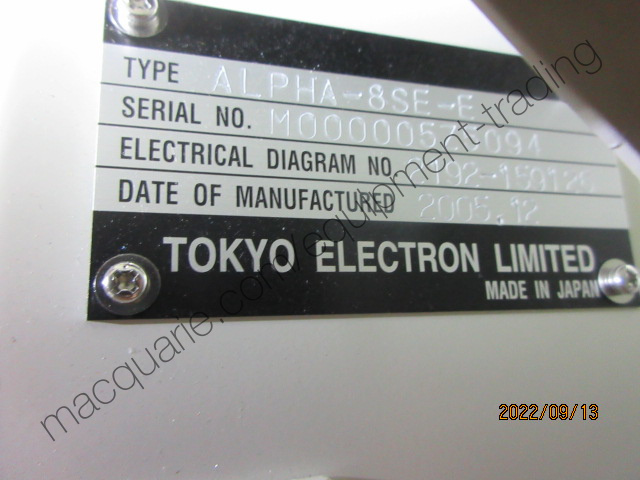 TYPE ALPHA-8SE-E
SERIAL NO.
ELECTRICAL DIAGRAM NO
DATE OF MANUFACTURED 2005.12
TOKYO ELECTRON LIMITED
MADE IN JAPAN
macquarie.com/equipment-trading
2022/09/13